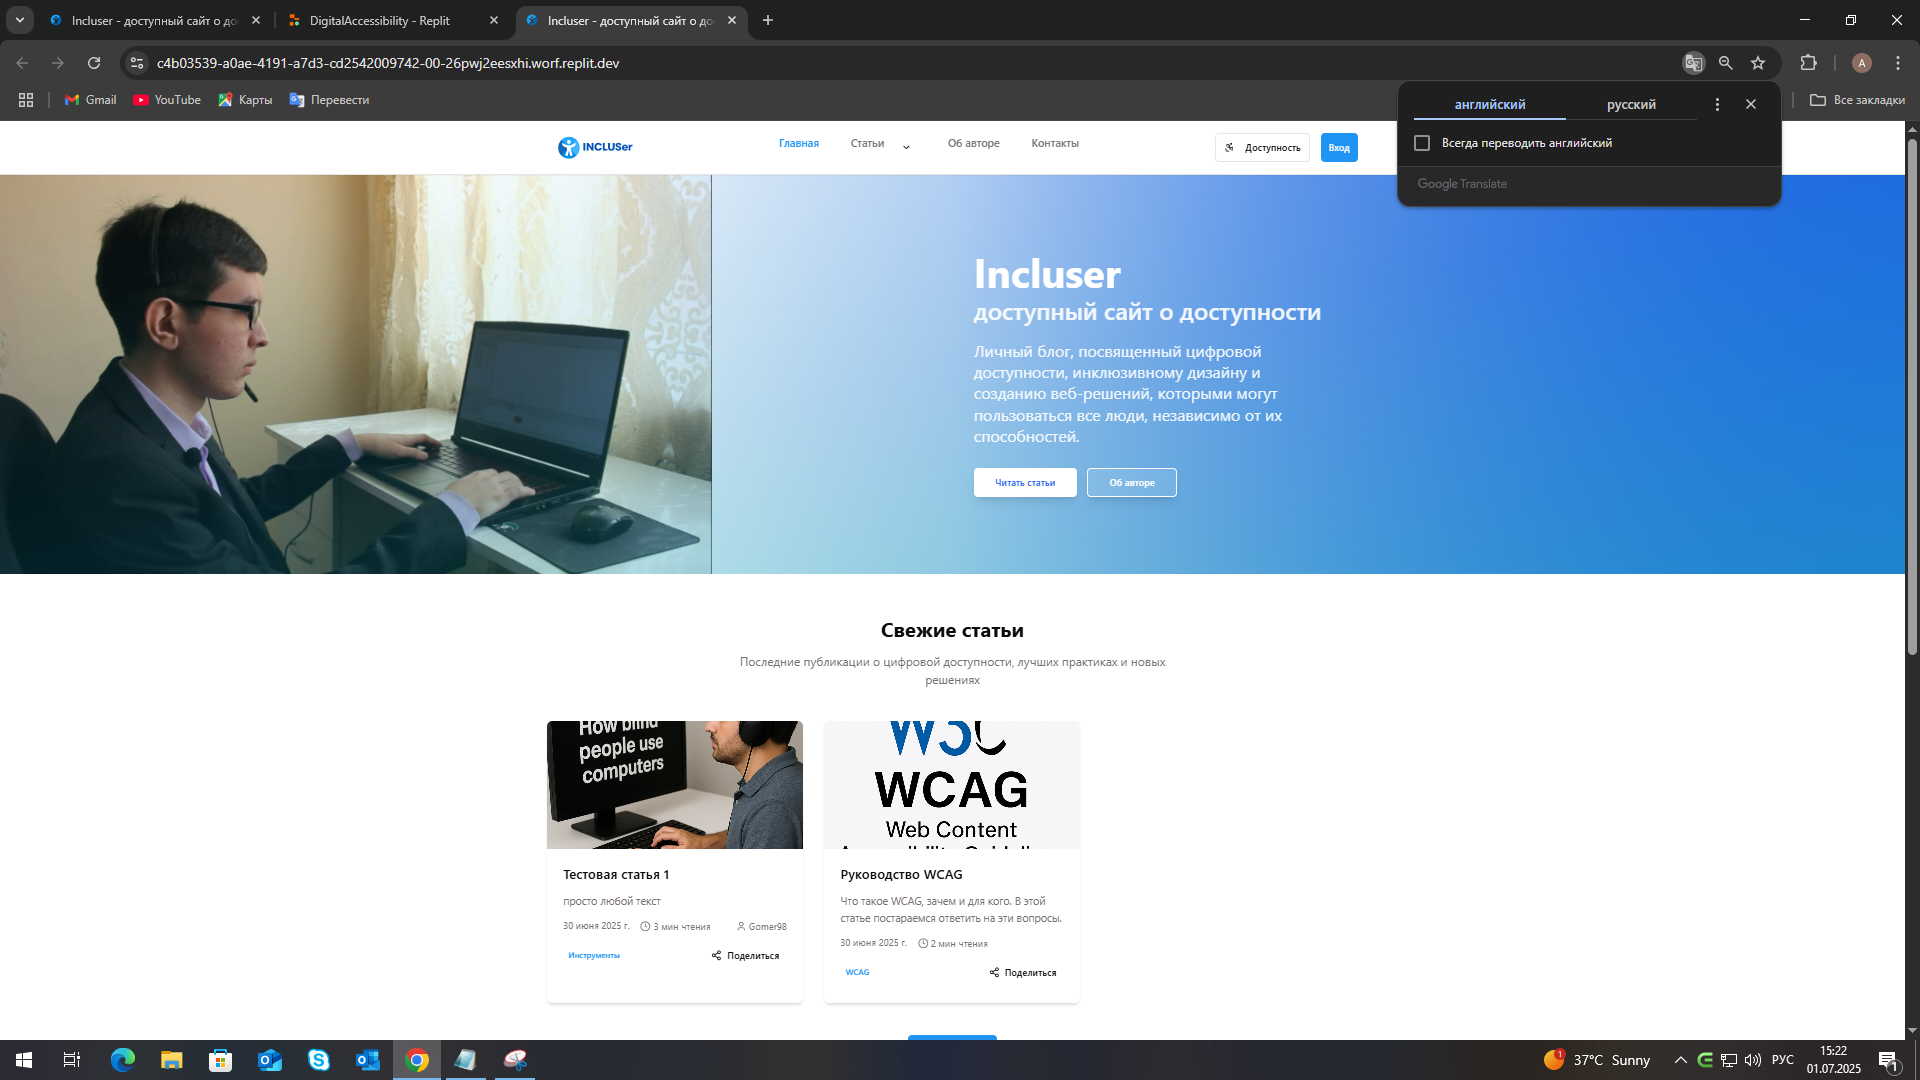 Incluser - доступный сайт о до
DigitalAccessibility - Replit
Incluser - доступный сайт о до
c4b03539-a0ae-4191-a7d3-cd2542009742-00-26pwj2eesxhi.worf.replit.dev
A
Gmail
YouTube
Карты
Перевести
Все закладки
английский
русский
Всегда переводить английский
Google Translate
INCLUSer
Главная
Статьи
Об авторе
Контакты
Доступность
Вход
Incluser
доступный сайт о доступности
Личный блог, посвященный цифровой
доступности, инклюзивному дизайну и
созданию веб-решений, которыми могут
пользоваться все люди, независимо от их
способностей.
Читать статьи
Об авторе
Свежие статьи
Последние публикации о цифровой доступности, лучших практиках и новых
решениях
How blind
people use
computers
W3C
WCAG
Web Content
Тестовая статья 1
просто любой текст
30 июня 2025 г.
3 мин чтения
Gomer98
Инструменты
Поделиться
Руководство WCAG
Что такое WCAG, зачем и для кого. В этой
статье постараемся ответить на эти вопросы.
30 июня 2025 г.
2 мин чтения
WCAG
Поделиться
1
37°C Sunny
РУС
15:22
01.07.2025
1